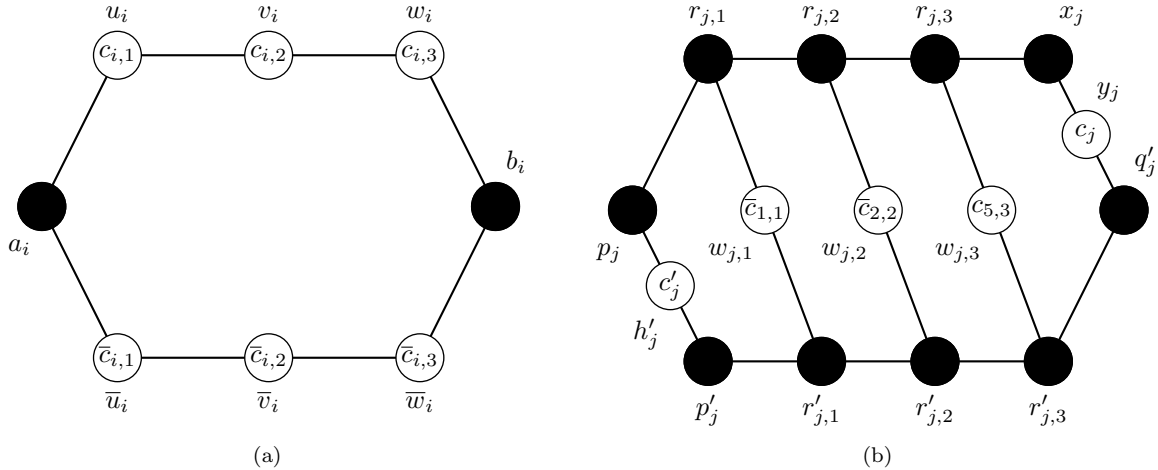 u_i v_i w_i
c_{i,1} c_{i,2} c_{i,3}
a_i
b_i
c̅_{i,1} c̅_{i,2} c̅_{i,3}
u̅_i v̅_i w̅_i
(a)
r_{j,1} r_{j,2} r_{j,3} x_j
y_j
c_j
q'_j
c̅_{1,1} c̅_{2,2} c_{5,3}
p_j w_{j,1} w_{j,2} w_{j,3}
c'_j
h'_j
p'_j r'_{j,1} r'_{j,2} r'_{j,3}
(b)